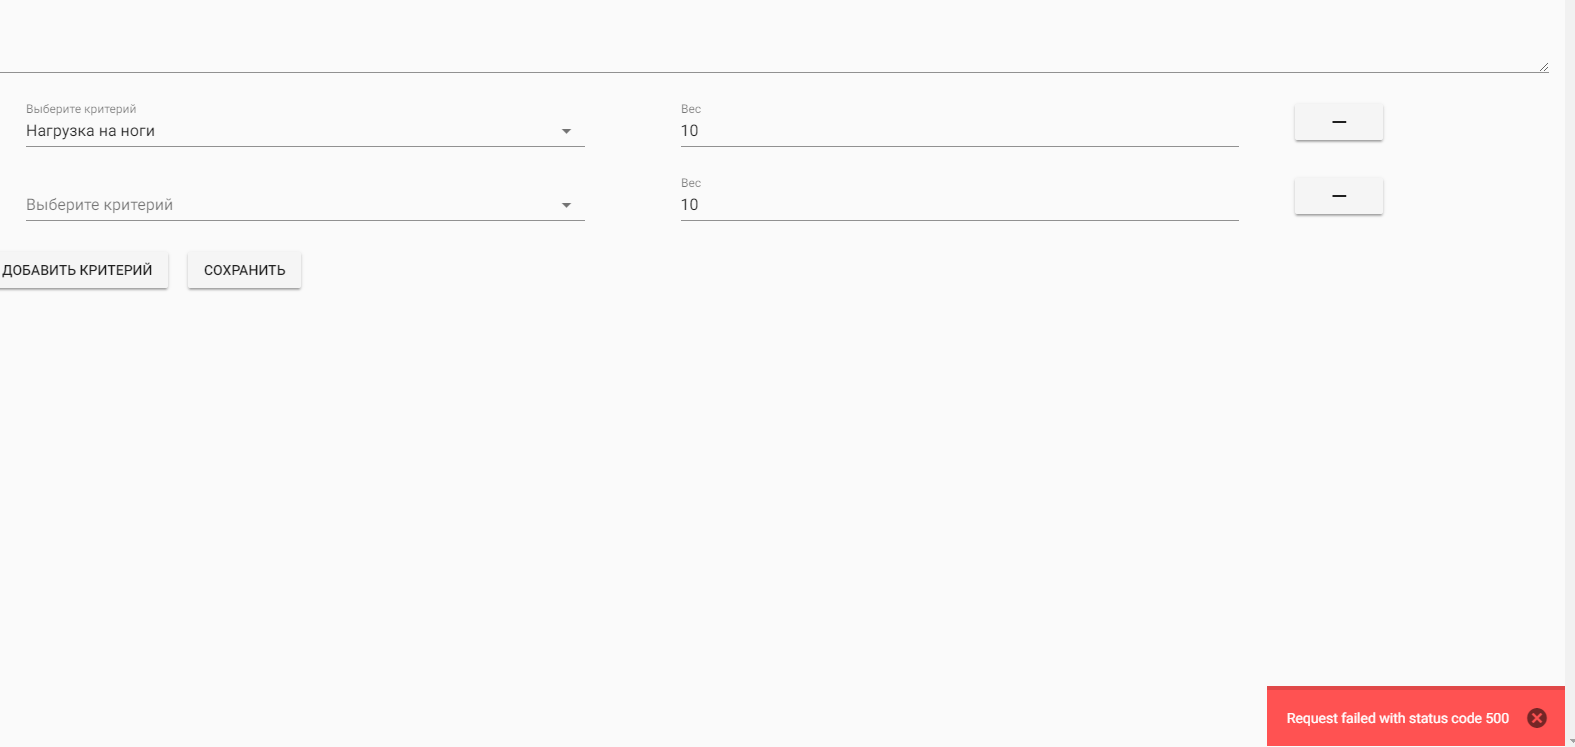 Выберите критерий
Вес
Нагрузка на ноги
10
Вес
Выберите критерий
10
ДОБАВИТЬ КРИТЕРИЙ
СОХРАНИТЬ
Request failed with status code 500